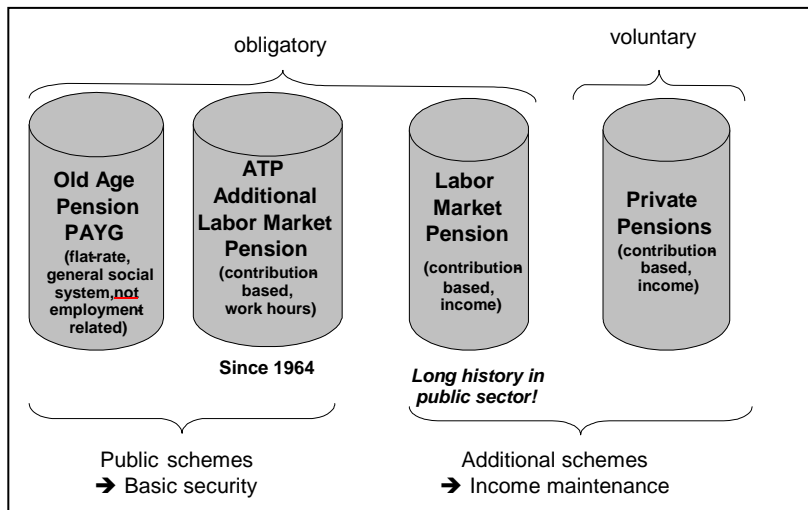 obligatory
voluntary
Old Age
Pension
PAYG
(flat-rate,
general social
system,not
employment-
related)
ATP
Additional
Labor Market
Pension
(contribution-
based,
work hours)
Labor
Market
Pension
(contribution-
based,
income)
Private
Pensions
(contribution-
based,
income)
Since 1964
Long history in
public sector!
Public schemes
➔ Basic security
Additional schemes
➔ Income maintenance